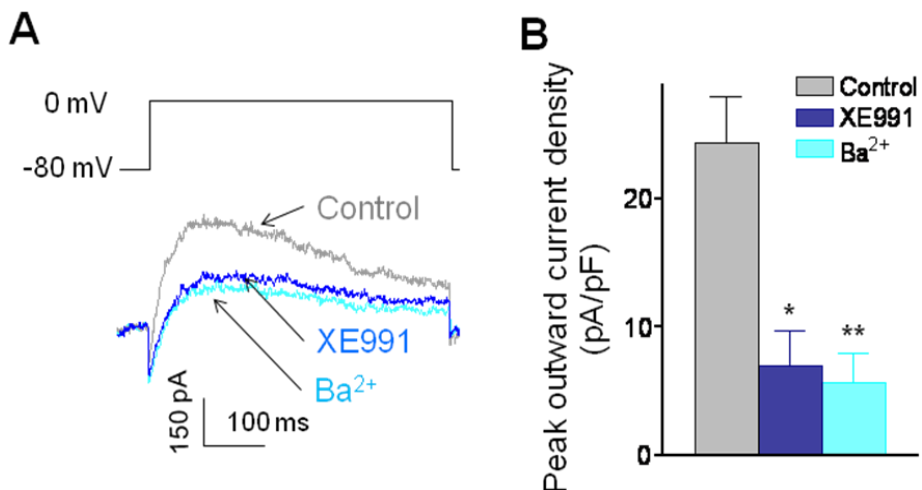 A
0 mV
-80 mV
Control
XE991
Ba²⁺
150 pA
100 ms
B
Peak outward current density
(pA/pF)
20
10
0
Control
XE991
Ba²⁺
*
**